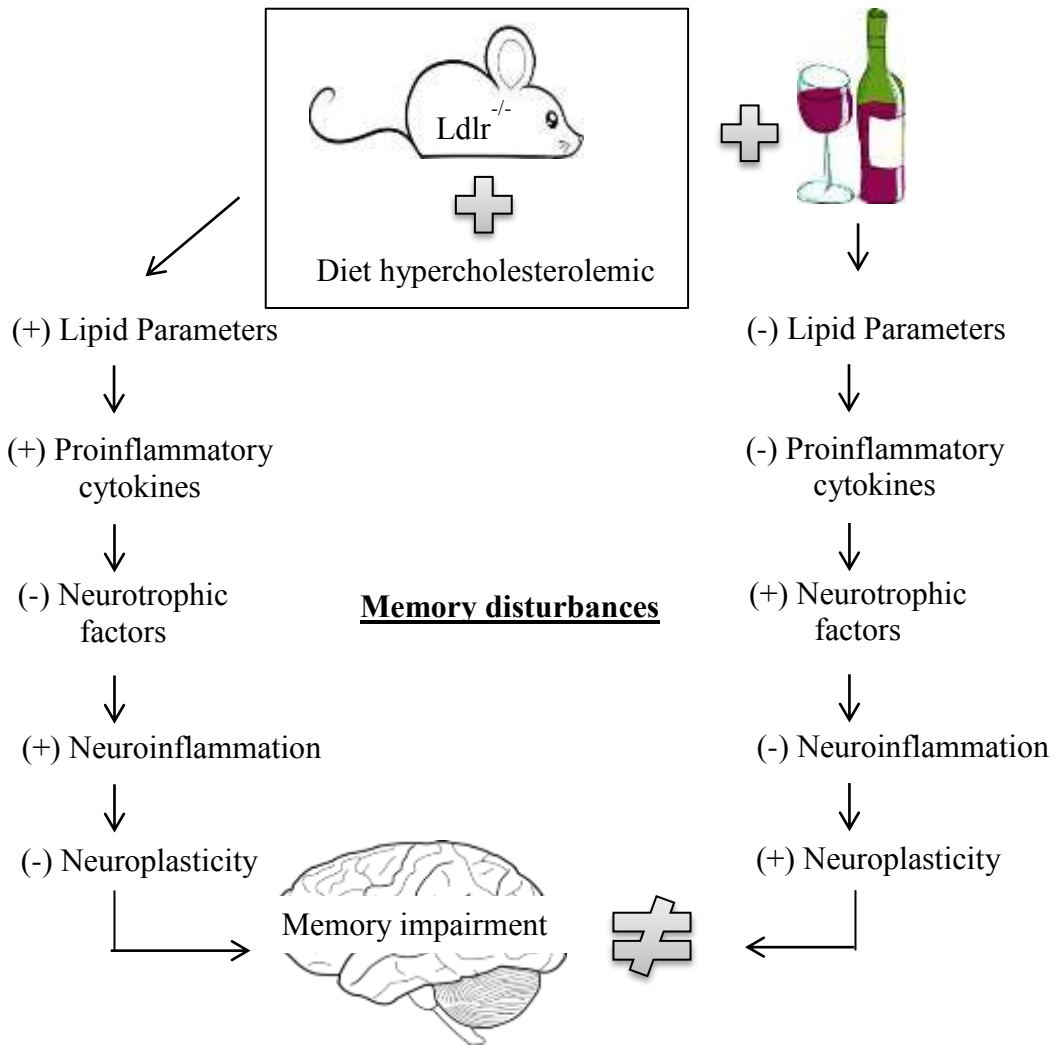 Ldlr -/-
Diet hypercholesterolemic
(+) Lipid Parameters
(+) Proinflammatory
cytokines
(-) Neurotrophic
factors
(+) Neuroinflammation
(-) Neuroplasticity
Memory disturbances
Memory impairment
(-) Lipid Parameters
(-) Proinflammatory
cytokines
(+) Neurotrophic
factors
(-) Neuroinflammation
(+) Neuroplasticity